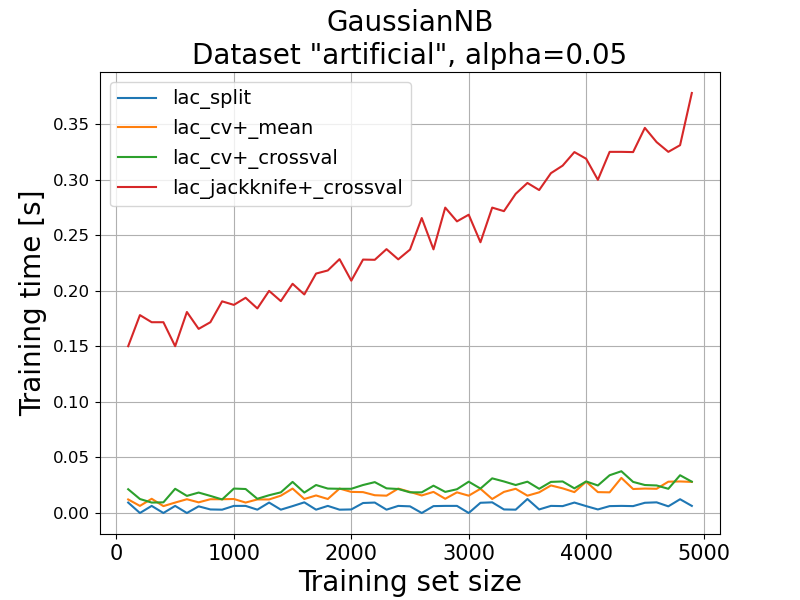 GaussianNB
Dataset "artificial", alpha=0.05
lac_split
lac_cv+_mean
lac_cv+_crossval
lac_jackknife+_crossval
Training time [s]
0.35
0.30
0.25
0.20
0.15
0.10
0.05
0.00
0 1000 2000 3000 4000 5000
Training set size